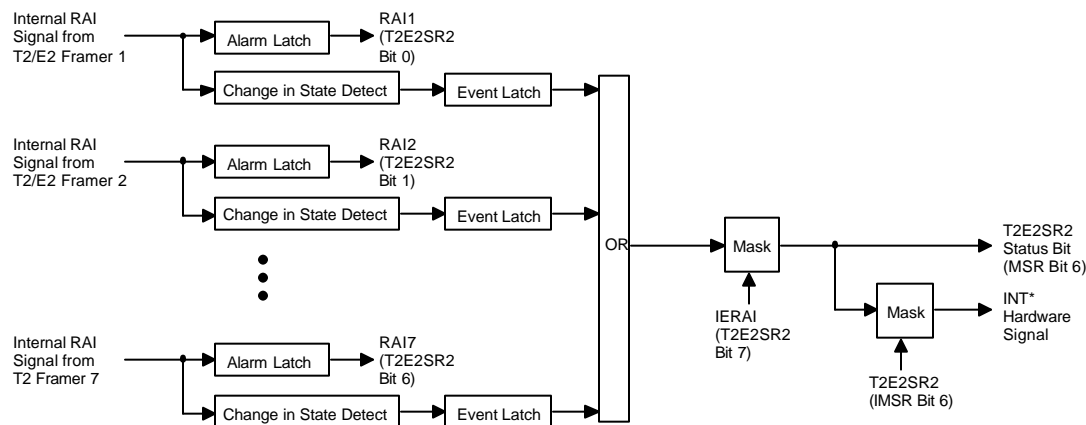 Internal RAI
Signal from
T2/E2 Framer 1
Alarm Latch
RAI1
(T2E2SR2
Bit 0)
Change in State Detect
Event Latch
Internal RAI
Signal from
T2/E2 Framer 2
Alarm Latch
RAI2
(T2E2SR2
Bit 1)
Change in State Detect
Event Latch
OR
Mask
T2E2SR2
Status Bit
(MSR Bit 6)
IERAI
(T2E2SR2
Bit 7)
Mask
INT*
Hardware
Signal
Internal RAI
Signal from
T2 Framer 7
Alarm Latch
RAI7
(T2E2SR2
Bit 6)
T2E2SR2
(IMSR Bit 6)
Change in State Detect
Event Latch